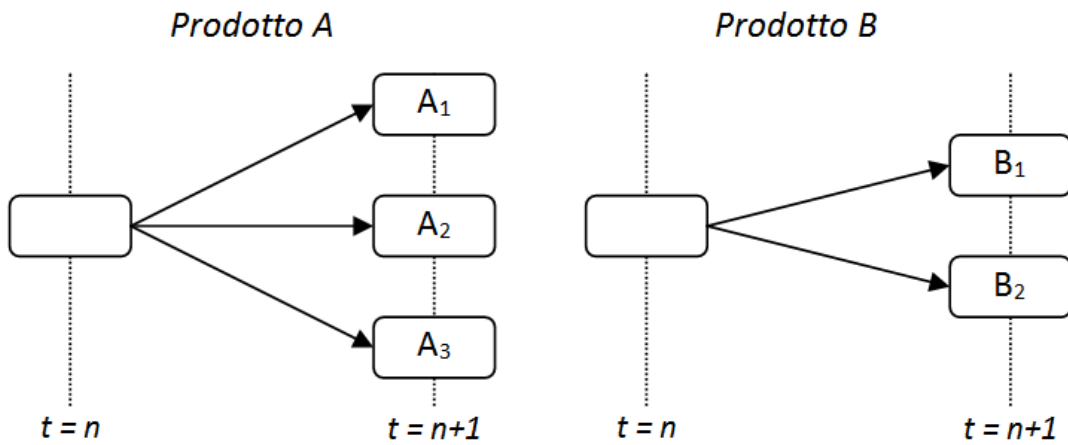 Prodotto A
A₁
A₂
A₃
t = n
t = n+1
Prodotto B
B₁
B₂
t = n
t = n+1